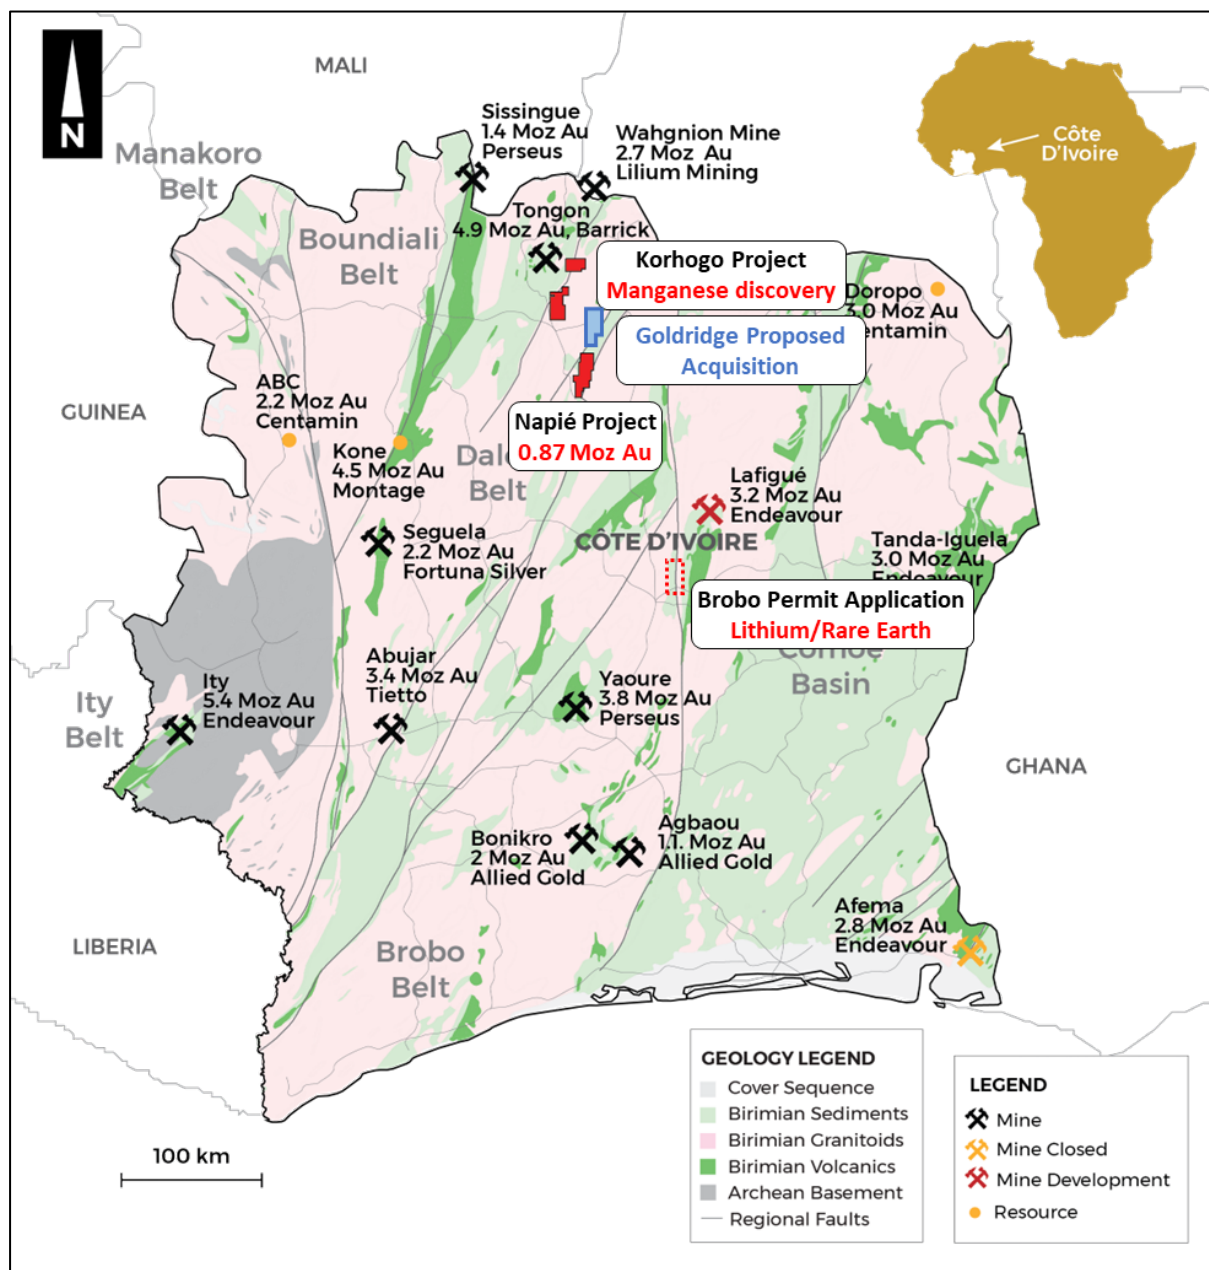 MALI
N
Manakoro
Belt
Sissingue
1.4 Moz Au
Perseus
Wahgnion Mine
2.7 Moz Au
Lilium Mining
Côte
D'Ivoire
Tongon
4.9 Moz Au, Barrick
Boundiali
Belt
Korhogo Project
Manganese discovery
Doropo
3.0 Moz Au
Centamin
Goldridge Proposed
Acquisition
ABC
2.2 Moz Au
Centamin
GUINEA
Napié Project
0.87 Moz Au
Kone
4.5 Moz Au
Montage
Belt
Lafigué
3.2 Moz Au
Endeavour
Seguela
2.2 Moz Au
Fortuna Silver
CÔTE D'IVOIRE
Tanda-Iguela
3.0 Moz Au
Endeavour
Brobo Permit Application
Lithium/Rare Earth
Comoe
Basin
Abujar
3.4 Moz Au
Tietto
Ity
5.4 Moz Au
Endeavour
Ity
Belt
Yaoure
3.8 Moz Au
Perseus
GHANA
Bonikro
2 Moz Au
Allied Gold
Agbaou
1.1. Moz Au
Allied Gold
Afema
2.8 Moz Au
Endeavour
LIBERIA
Brobo
Belt
100 km
GEOLOGY LEGEND
Cover Sequence
Birimian Sediments
Birimian Granitoids
Birimian Volcanics
Archean Basement
Regional Faults
LEGEND
Mine
Mine Closed
Mine Development
Resource